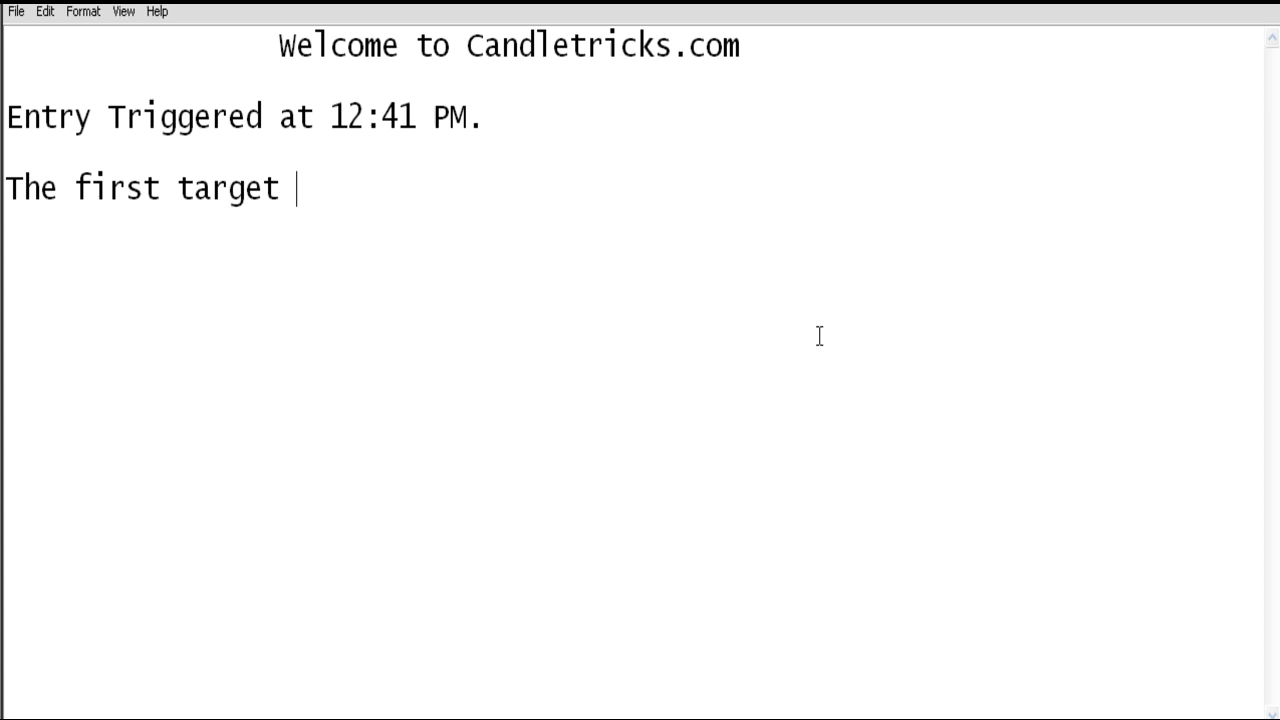 File Edit Format View Help
Welcome to Candletricks.com
Entry Triggered at 12:41 PM.
The first target